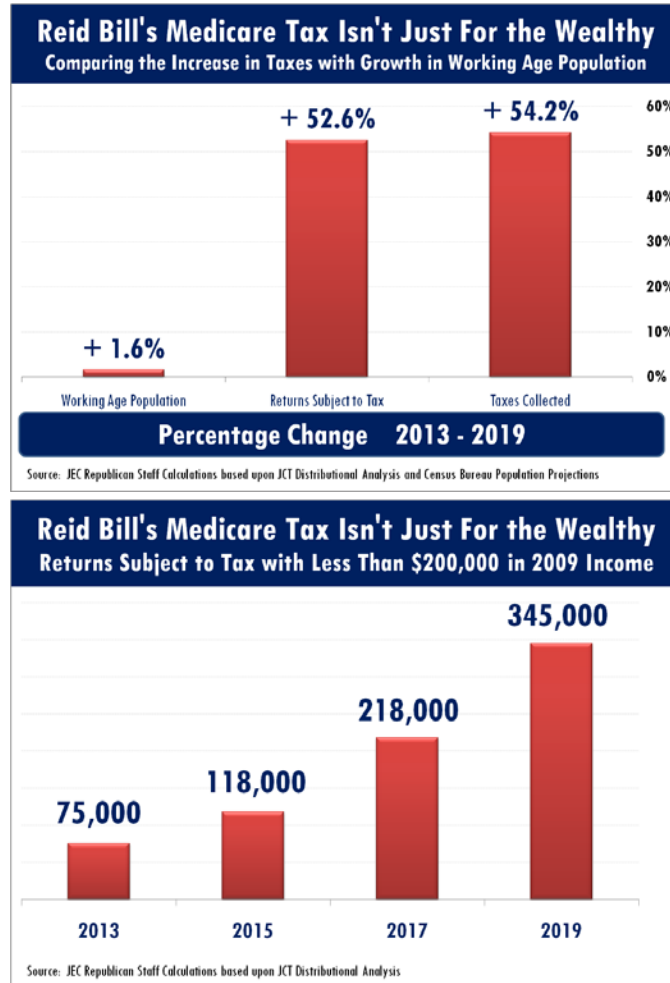 Reid Bill's Medicare Tax Isn't Just For the Wealthy
Comparing the Increase in Taxes with Growth in Working Age Population
60%
+ 52.6%
+ 54.2%
50%
40%
30%
20%
10%
+ 1.6%
0%
Working Age Population
Returns Subject to Tax
Taxes Collected
Percentage Change 2013 - 2019
Source: JEC Republican Staff Calculations based upon JCT Distributional Analysis and Census Bureau Population Projections
Reid Bill's Medicare Tax Isn't Just For the Wealthy
Returns Subject to Tax with Less Than $200,000 in 2009 Income
345,000
218,000
118,000
75,000
2013
2015
2017
2019
Source: JEC Republican Staff Calculations based upon JCT Distributional Analysis